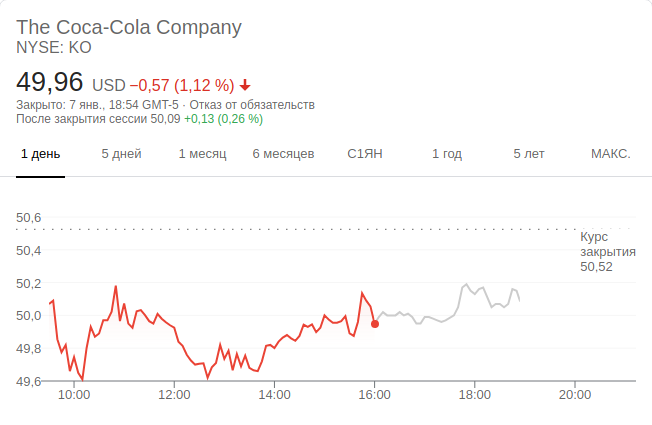 The Coca-Cola Company
NYSE: KO
49,96 USD −0,57 (1,12 %)
Закрыто: 7 янв., 18:54 GMT-5 · Отказ от обязательств
После закрытия сессии 50,09 +0,13 (0,26 %)
1 день 5 дней 1 месяц 6 месяцев С1ЯН 1 год 5 лет МАКС.
50,6
Курс
закрытия
50,52
50,4
50,2
50,0
49,8
49,6
10:00 12:00 14:00 16:00 18:00 20:00